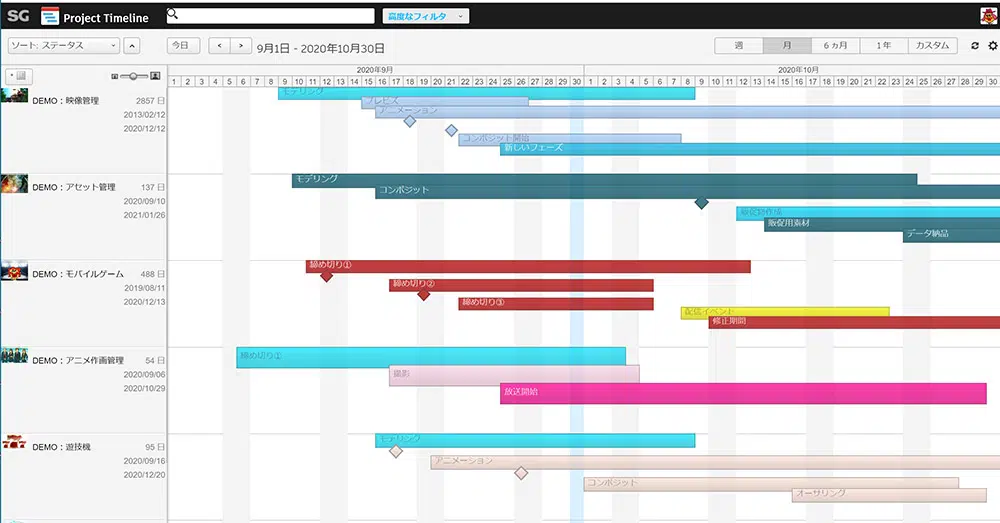 SG Project Timeline 高度なフィルタ
ソート: ステータス 今日 < > 9月1日 - 2020年10月30日 週 月 6 ヵ月 1 年 カスタム
2020年9月 2020年10月
1 2 3 4 5 6 7 8 9 10 11 12 13 14 15 16 17 18 19 20 21 22 23 24 25 26 27 28 29 30 1 2 3 4 5 6 7 8 9 10 11 12 13 14 15 16 17 18 19 20 21 22 23 24 25 26 27 28 29 30
モデリング
プレビズ
DEMO：映像管理 2857 日
アニメーション
2013/02/12
2020/12/12
コンポジット開始
新しいフェーズ
モデリング
DEMO：アセット管理 137 日
コンポジット
2020/09/10
2021/01/26
販促物作成
販促用素材
データ納品
締め切り①
DEMO：モバイルゲーム 488 日
締め切り②
2019/08/11
2020/12/13
締め切り③
配信イベント
修正期間
締め切り①
DEMO：アニメ作画管理 54 日
撮影
2020/09/06
2020/10/29
放送開始
モデリング
DEMO：遊技機 95 日
2020/09/16
アニメーション
2020/12/20
コンポジット
オーサリング